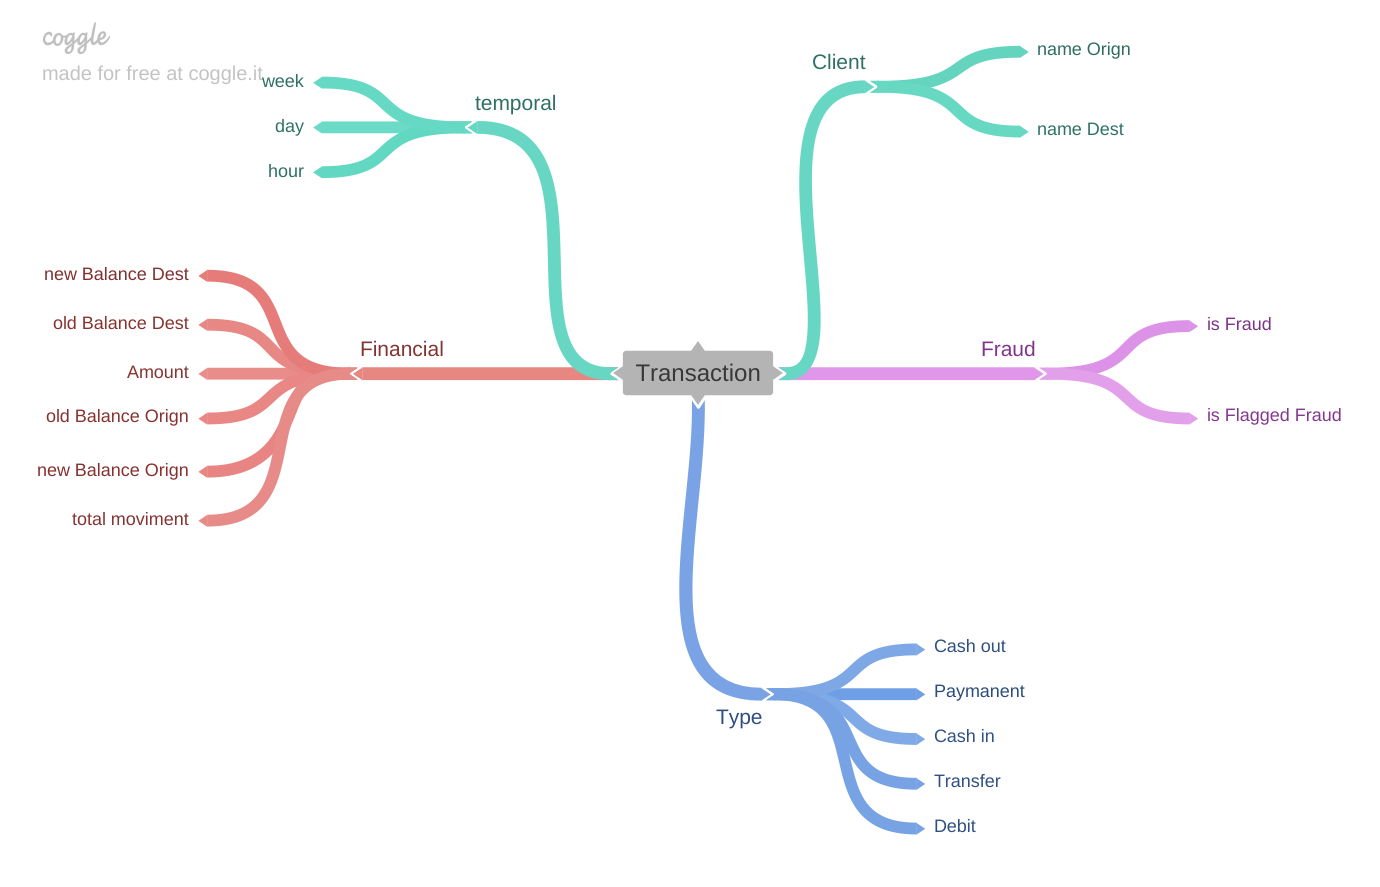 coggle
made for free at coggle.it
week
day
hour
temporal
Client
name Orign
name Dest
new Balance Dest
old Balance Dest
Amount
old Balance Orign
new Balance Orign
total moviment
Financial
Transaction
Fraud
is Fraud
is Flagged Fraud
Type
Cash out
Paymanent
Cash in
Transfer
Debit